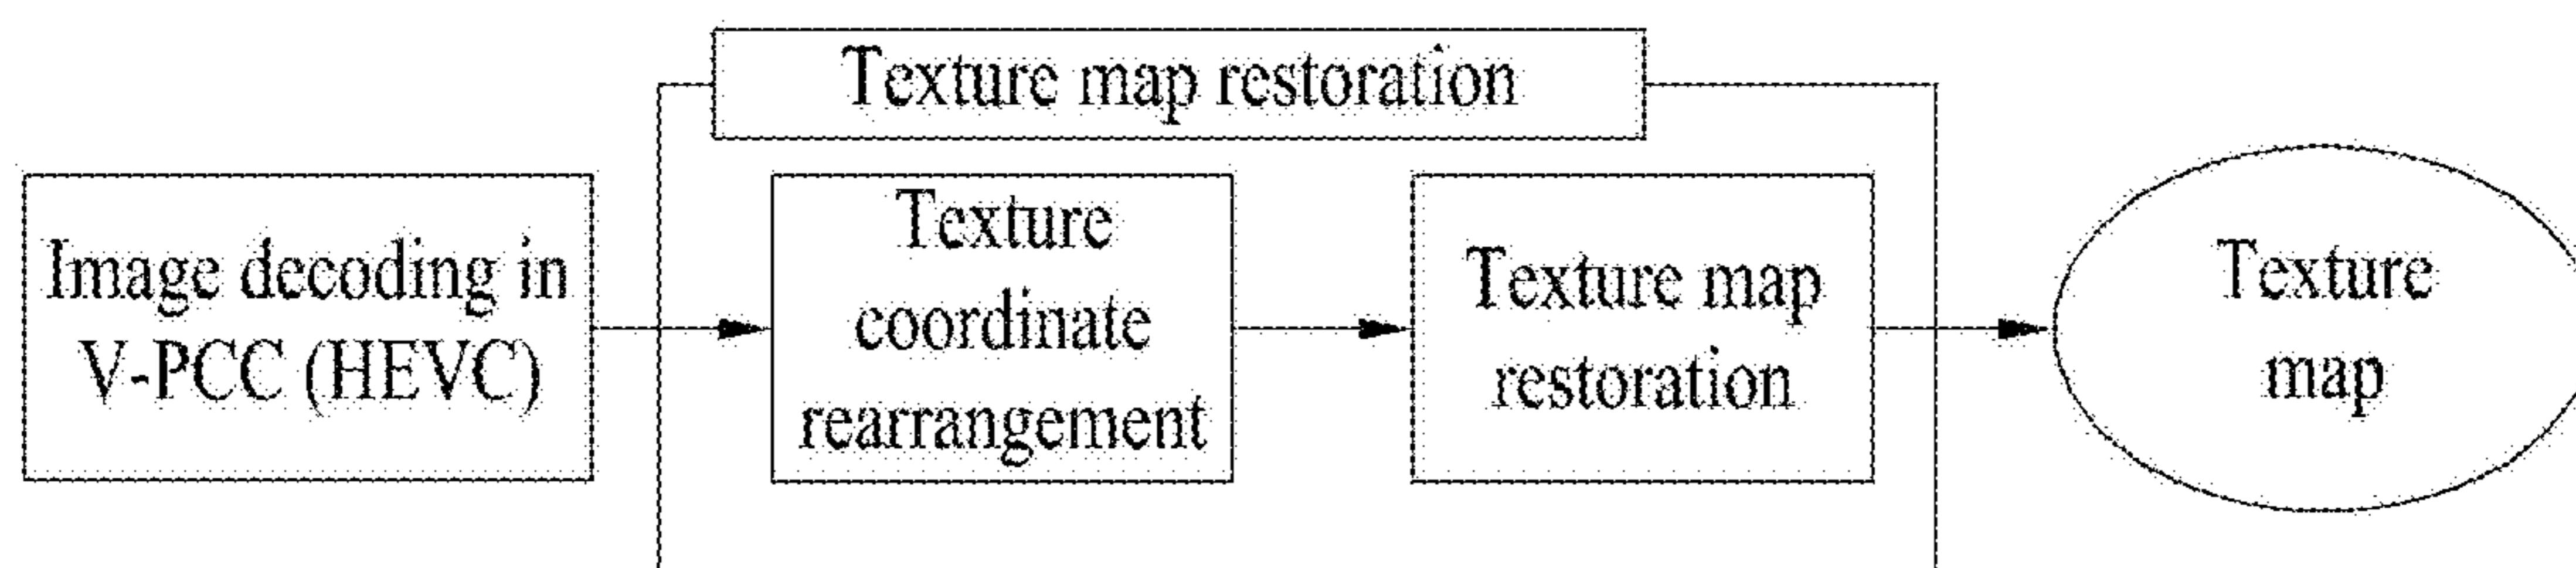 Texture map restoration
Image decoding in
V-PCC (HEVC)
Texture
coordinate
rearrangement
Texture map
restoration
Texture
map